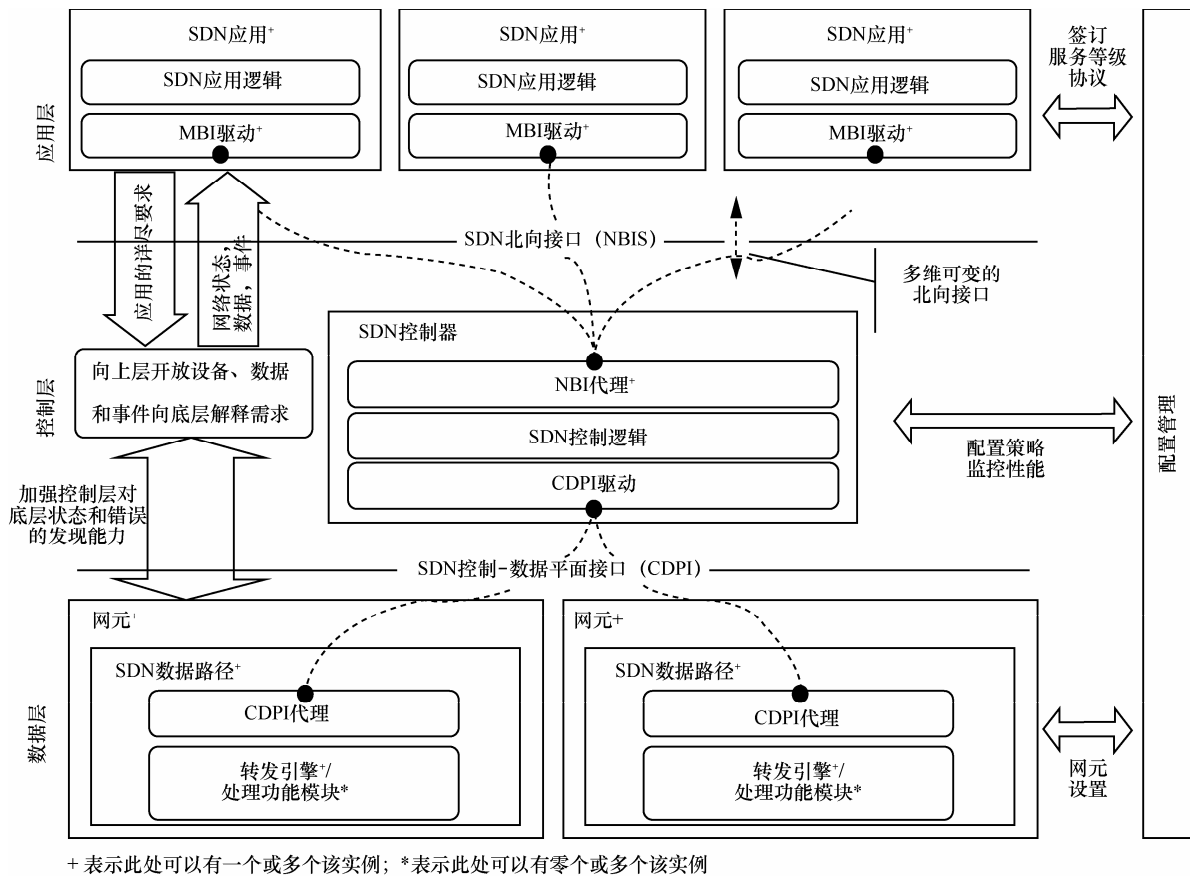 SDN应用+
SDN应用逻辑
MBI驱动+
SDN应用+
SDN应用逻辑
MBI驱动+
SDN应用+
SDN应用逻辑
MBI驱动+
签订
服务等级
协议
应用层
应用的详尽要求
网络状态，
数据，事件
SDN北向接口（NBIS）
多维可变的
北向接口
控制层
向上层开放设备、数据
和事件向底层解释需求
SDN控制器
NBI代理+
SDN控制逻辑
CDPI驱动
配置策略
监控性能
配置管理
加强控制层对
底层状态和错误
的发现能力
SDN控制-数据平面接口（CDPI）
数据层
网元+
SDN数据路径+
CDPI代理
转发引擎+/
处理功能模块*
网元+
SDN数据路径+
CDPI代理
转发引擎+/
处理功能模块*
网元
设置
+ 表示此处可以有一个或多个该实例；*表示此处可以有零个或多个该实例